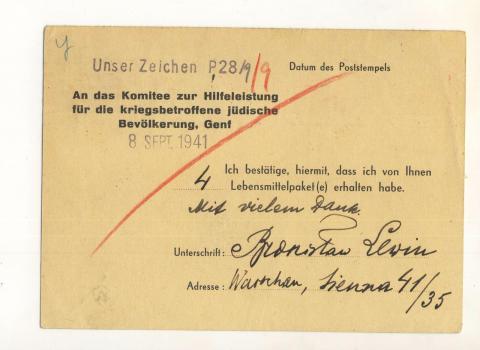 Unser Zeichen P28/9/9
Datum des Poststempels
An das Komitee zur Hilfeleistung
für die kriegsbetroffene jüdische
Bevölkerung, Genf
8 SEPT. 1941
Ich bestätige, hiermit, dass ich von Ihnen
4 Lebensmittelpaket(e) erhalten habe.
Mit vielem Dank.
Unterschrift: Bronisław Lewin
Adresse: Warschau, Sienna 41/35